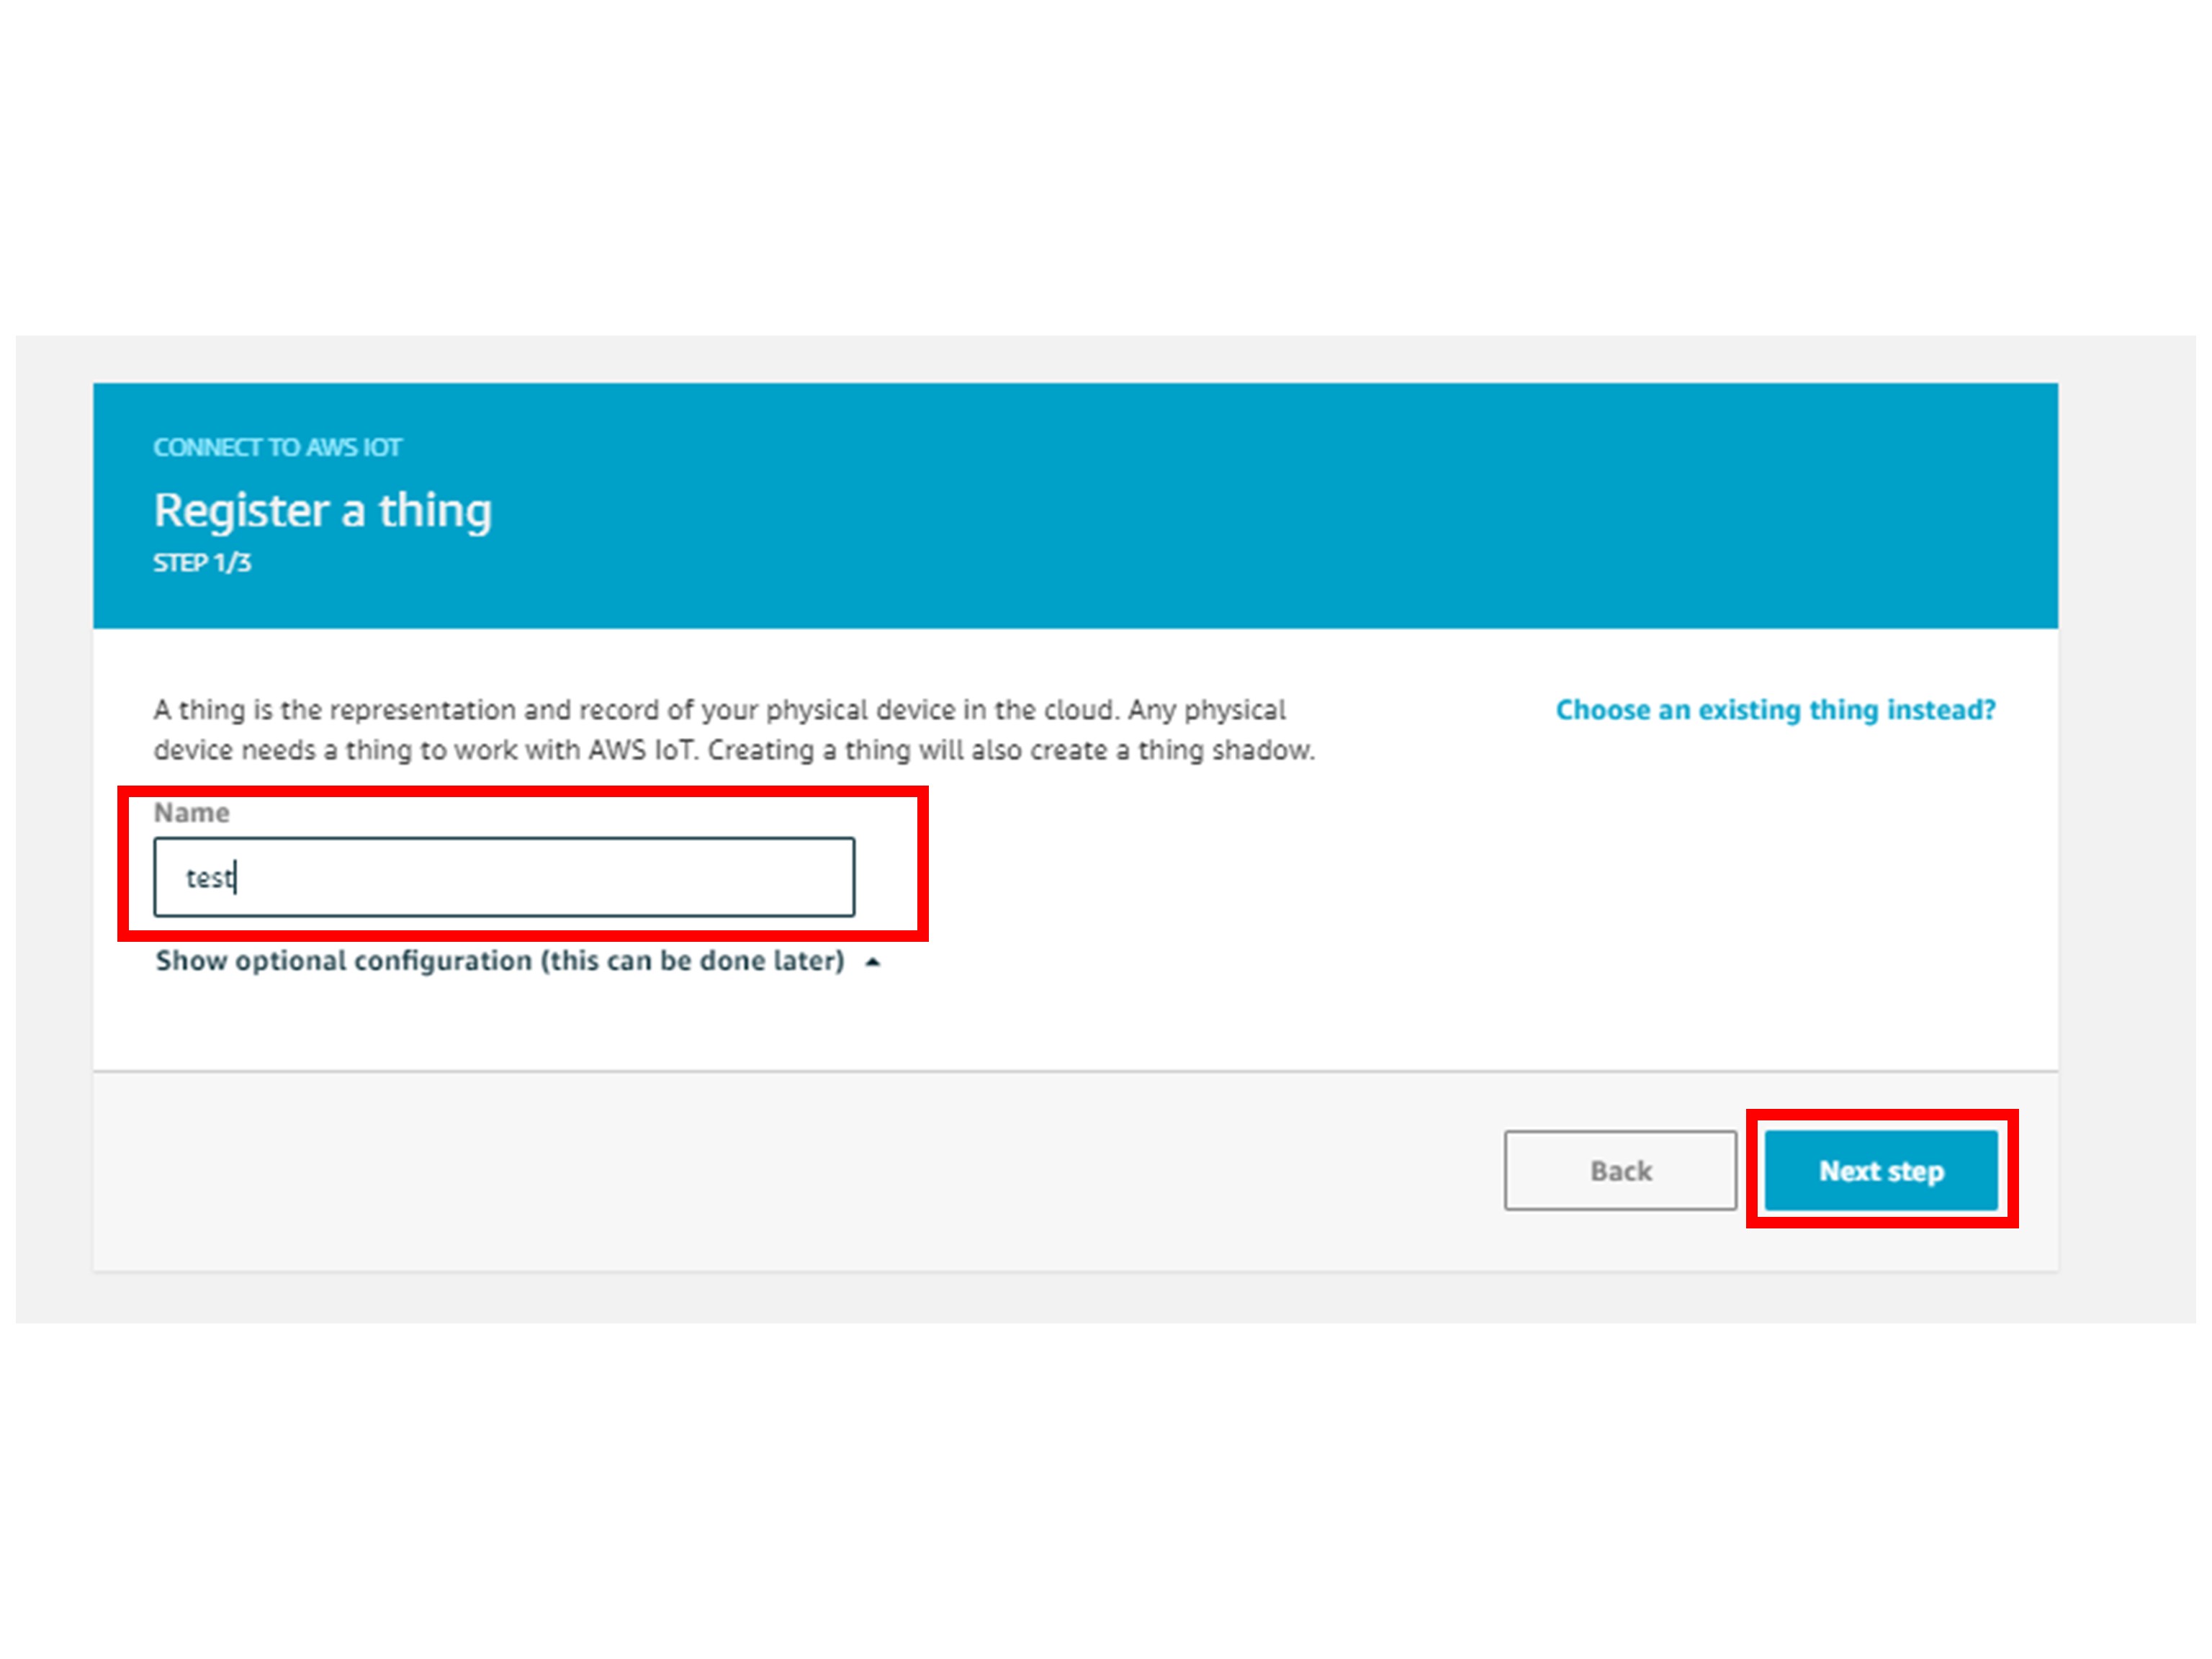 CONNECT TO AWS IOT
Register a thing
STEP 1/3
A thing is the representation and record of your physical device in the cloud. Any physical
device needs a thing to work with AWS IoT. Creating a thing will also create a thing shadow.
Choose an existing thing instead?
Name
test
Show optional configuration (this can be done later)
Back
Next step